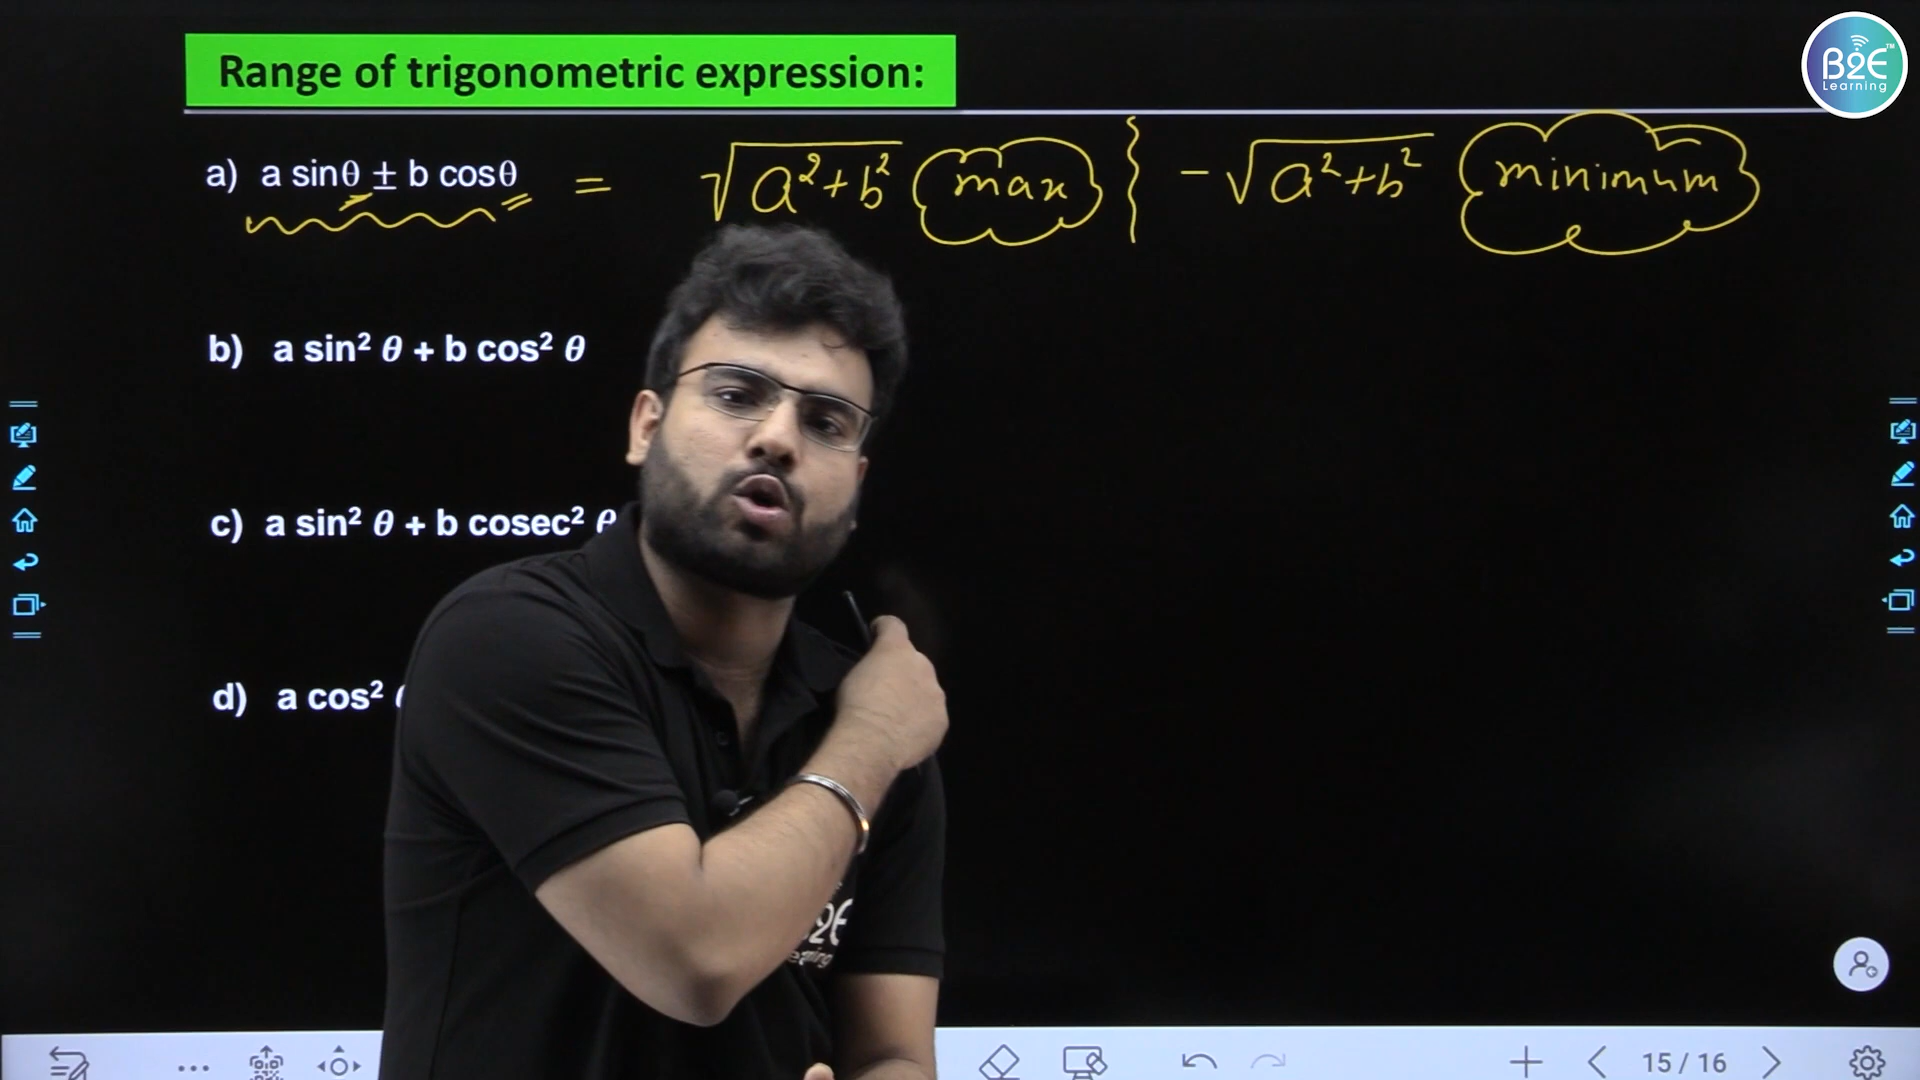 B2E
Learning
Range of trigonometric expression:
a) a sinθ ± b cosθ = √a²+b² max } -√a²+b² minimum
b) a sin² θ + b cos² θ
c) a sin² θ + b cosec² θ
d) a cos²
2E
15 / 16